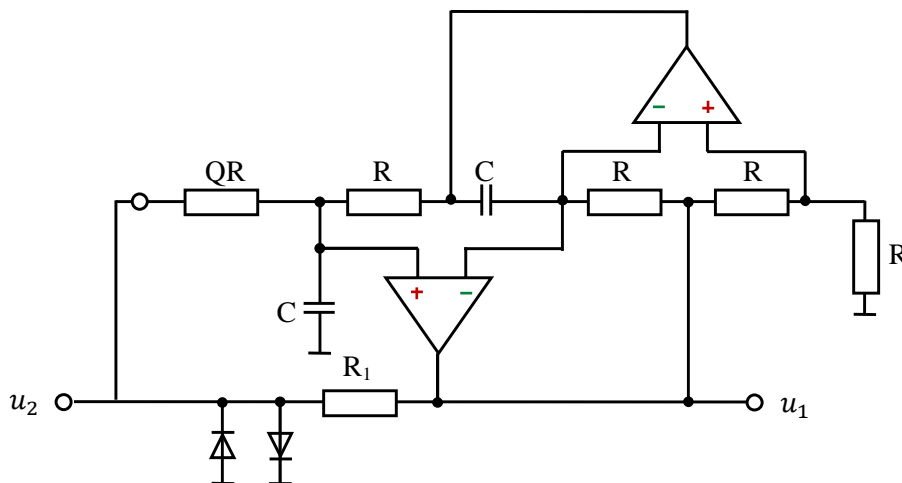 − +
QR R C R R
R
+ −
C
R₁
u₂ u₁